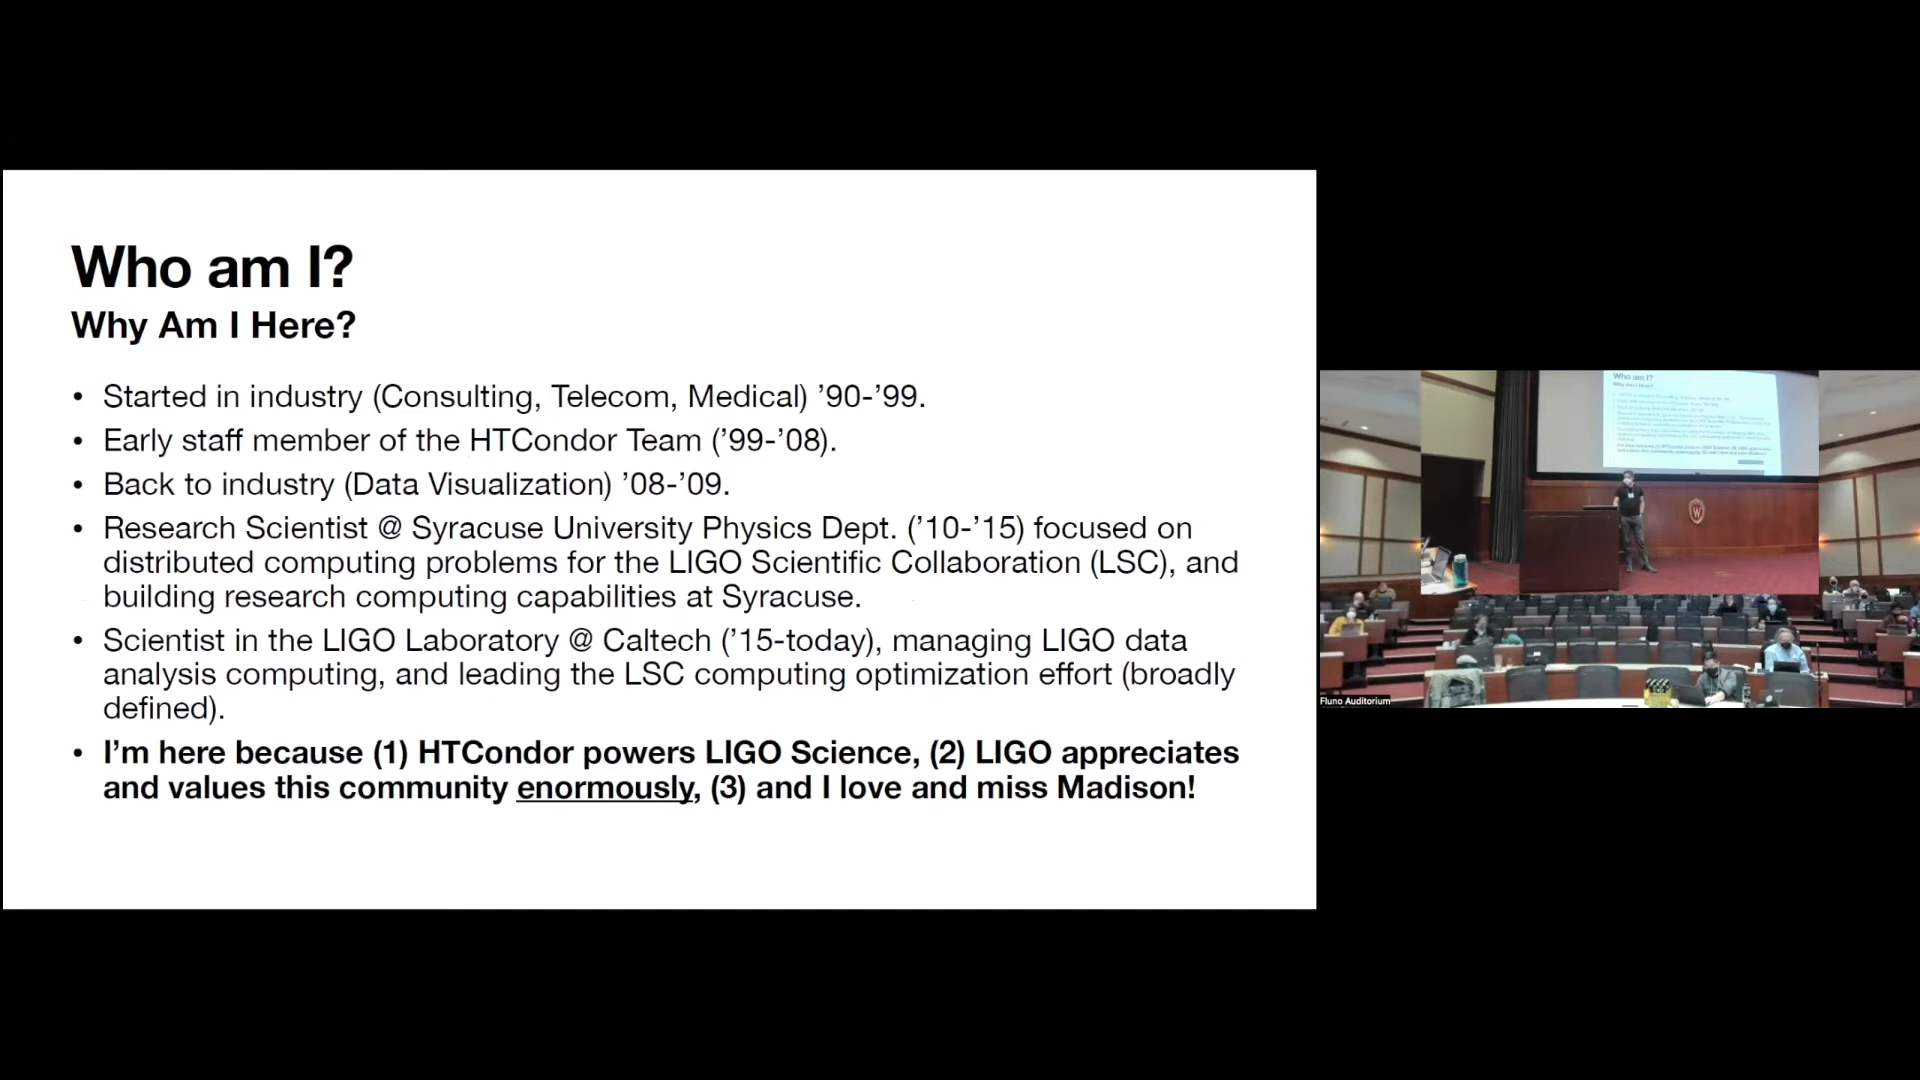 Who am I?
Why Am I Here?
• Started in industry (Consulting, Telecom, Medical) ’90-’99.
• Early staff member of the HTCondor Team (’99-’08).
• Back to industry (Data Visualization) ’08-’09.
• Research Scientist @ Syracuse University Physics Dept. (’10-’15) focused on
distributed computing problems for the LIGO Scientific Collaboration (LSC), and
building research computing capabilities at Syracuse.
• Scientist in the LIGO Laboratory @ Caltech (’15-today), managing LIGO data
analysis computing, and leading the LSC computing optimization effort (broadly
defined).
• I’m here because (1) HTCondor powers LIGO Science, (2) LIGO appreciates
and values this community enormously, (3) and I love and miss Madison!
Who am I?
Why Am I Here?
W
Fluno Auditorium